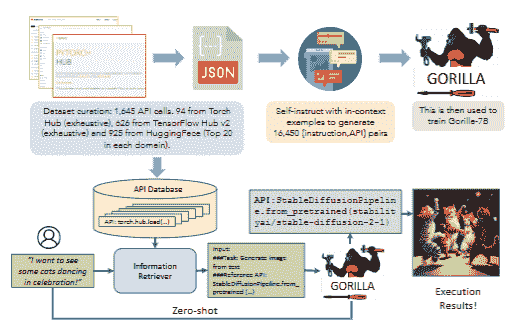 PYTORCH
HUB
JSON
GORILLA
Dataset curation: 1,645 API calls. 94 from Torch
Hub (exhaustive), 626 from TensorFlow Hub v2
(exhaustive) and 925 from HuggingFace (Top 20
in each domain).
Self-instruct with in-context
examples to generate
16,450 {instruction,API} pairs
This is then used to
train Gorilla-7B
API Database
API: torch.hub.load(...)
API:StableDiffusionPipelin
e.from_pretrained(stabilit
yai/stable-diffusion-2-1)
"I want to see
some cats dancing
in celebration!"
Information
Retriever
Input:
###Task: Generate image
from text
###Reference API:
StableDiffusionPipeline.from_
pretrained (...)
GORILLA
Execution
Results!
Zero-shot